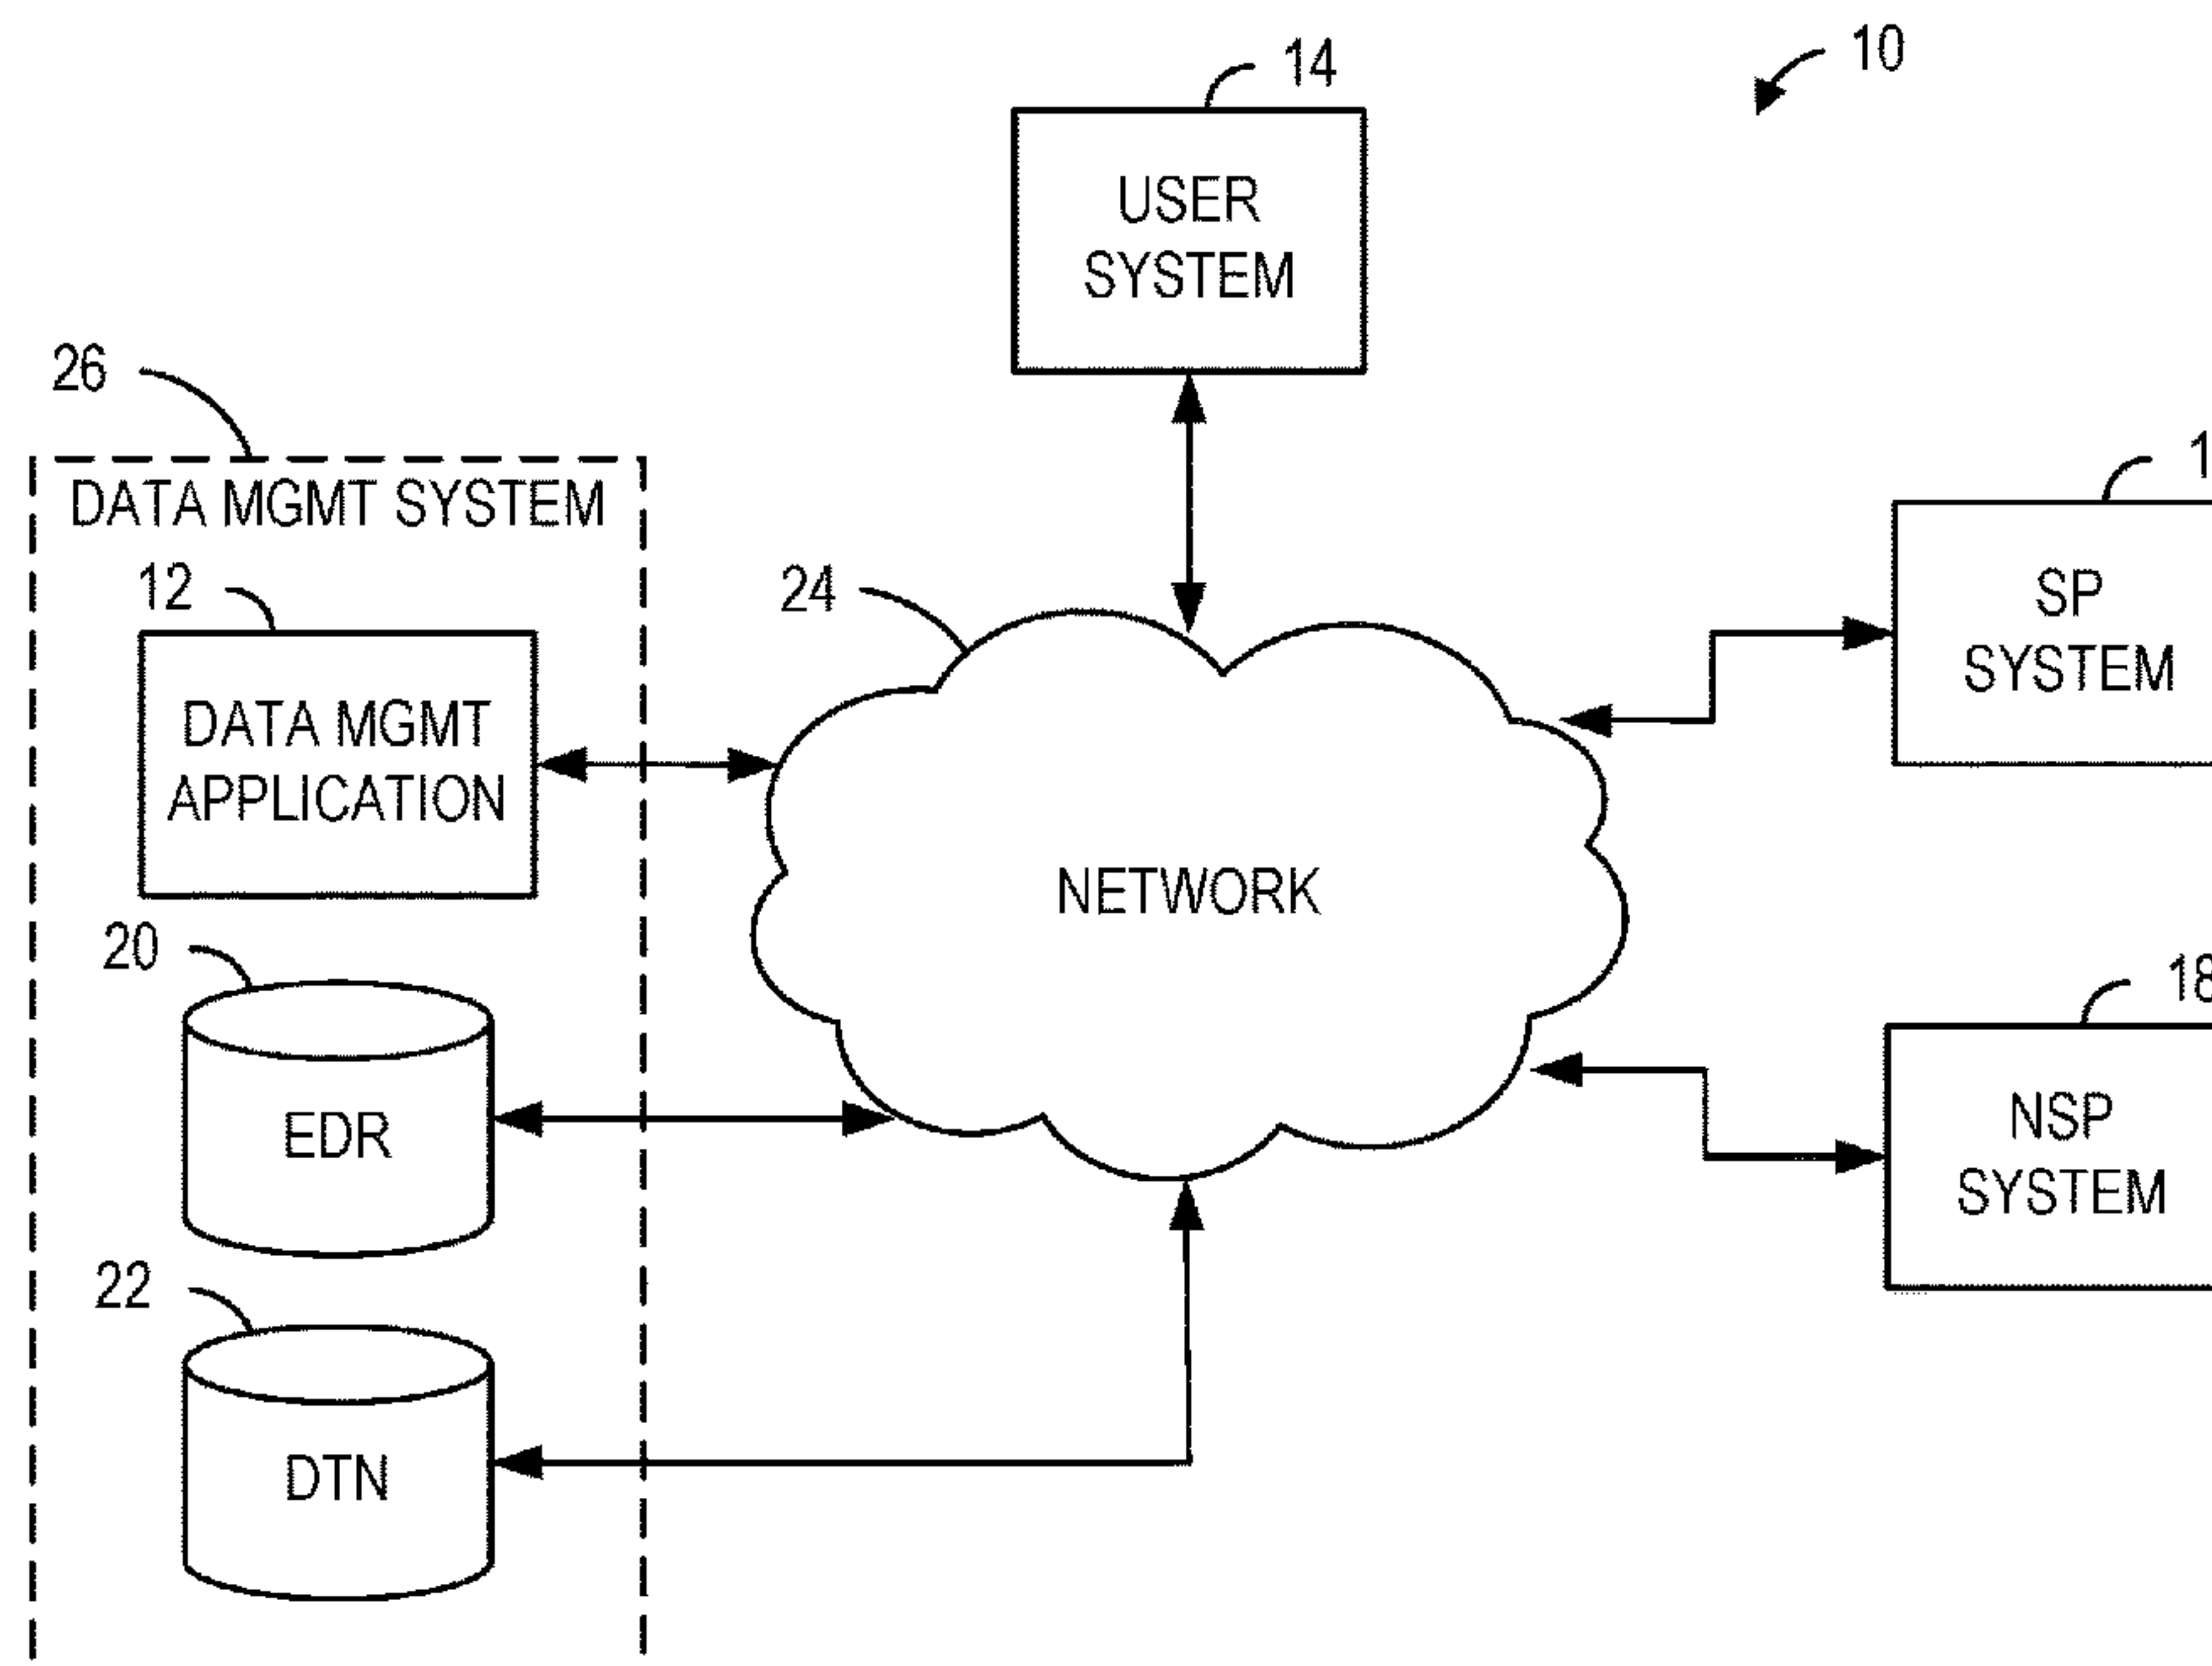 10
14
USER
SYSTEM
26
DATA MGMT SYSTEM
12
DATA MGMT
APPLICATION
24
SP
SYSTEM
NETWORK
20
EDR
18
NSP
SYSTEM
22
DTN